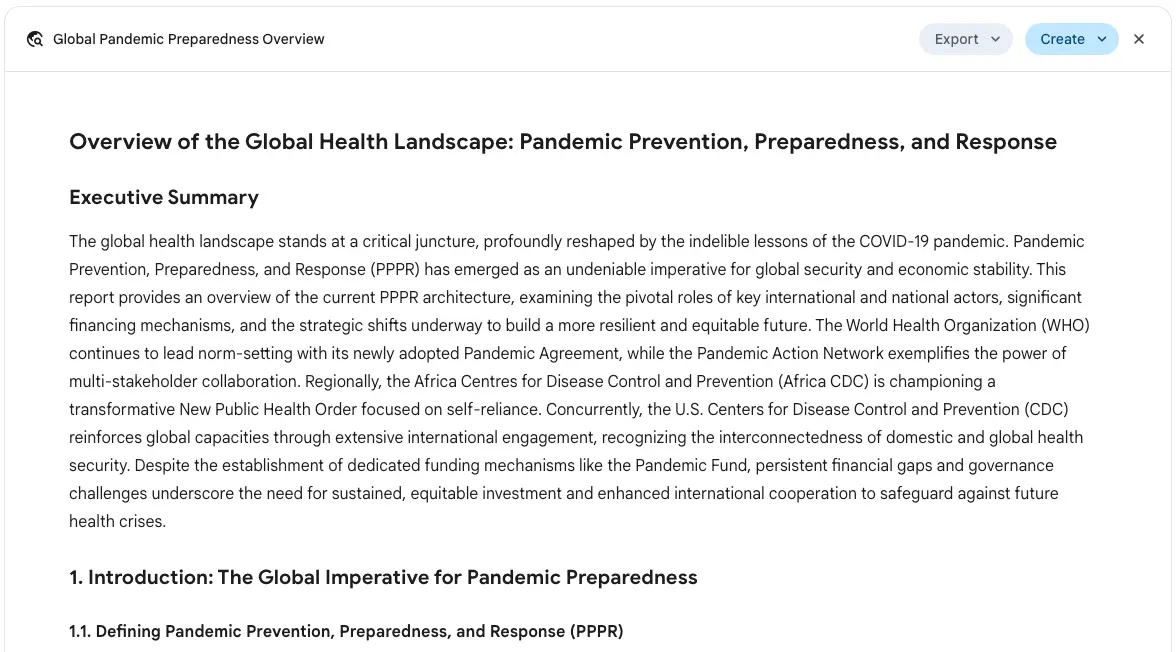 Global Pandemic Preparedness Overview
Export
Create
Overview of the Global Health Landscape: Pandemic Prevention, Preparedness, and Response
Executive Summary
The global health landscape stands at a critical juncture, profoundly reshaped by the indelible lessons of the COVID-19 pandemic. Pandemic
Prevention, Preparedness, and Response (PPPR) has emerged as an undeniable imperative for global security and economic stability. This
report provides an overview of the current PPPR architecture, examining the pivotal roles of key international and national actors, significant
financing mechanisms, and the strategic shifts underway to build a more resilient and equitable future. The World Health Organization (WHO)
continues to lead norm-setting with its newly adopted Pandemic Agreement, while the Pandemic Action Network exemplifies the power of
multi-stakeholder collaboration. Regionally, the Africa Centres for Disease Control and Prevention (Africa CDC) is championing a
transformative New Public Health Order focused on self-reliance. Concurrently, the U.S. Centers for Disease Control and Prevention (CDC)
reinforces global capacities through extensive international engagement, recognizing the interconnectedness of domestic and global health
security. Despite the establishment of dedicated funding mechanisms like the Pandemic Fund, persistent financial gaps and governance
challenges underscore the need for sustained, equitable investment and enhanced international cooperation to safeguard against future
health crises.
1. Introduction: The Global Imperative for Pandemic Preparedness
1.1. Defining Pandemic Prevention, Preparedness, and Response (PPPR)